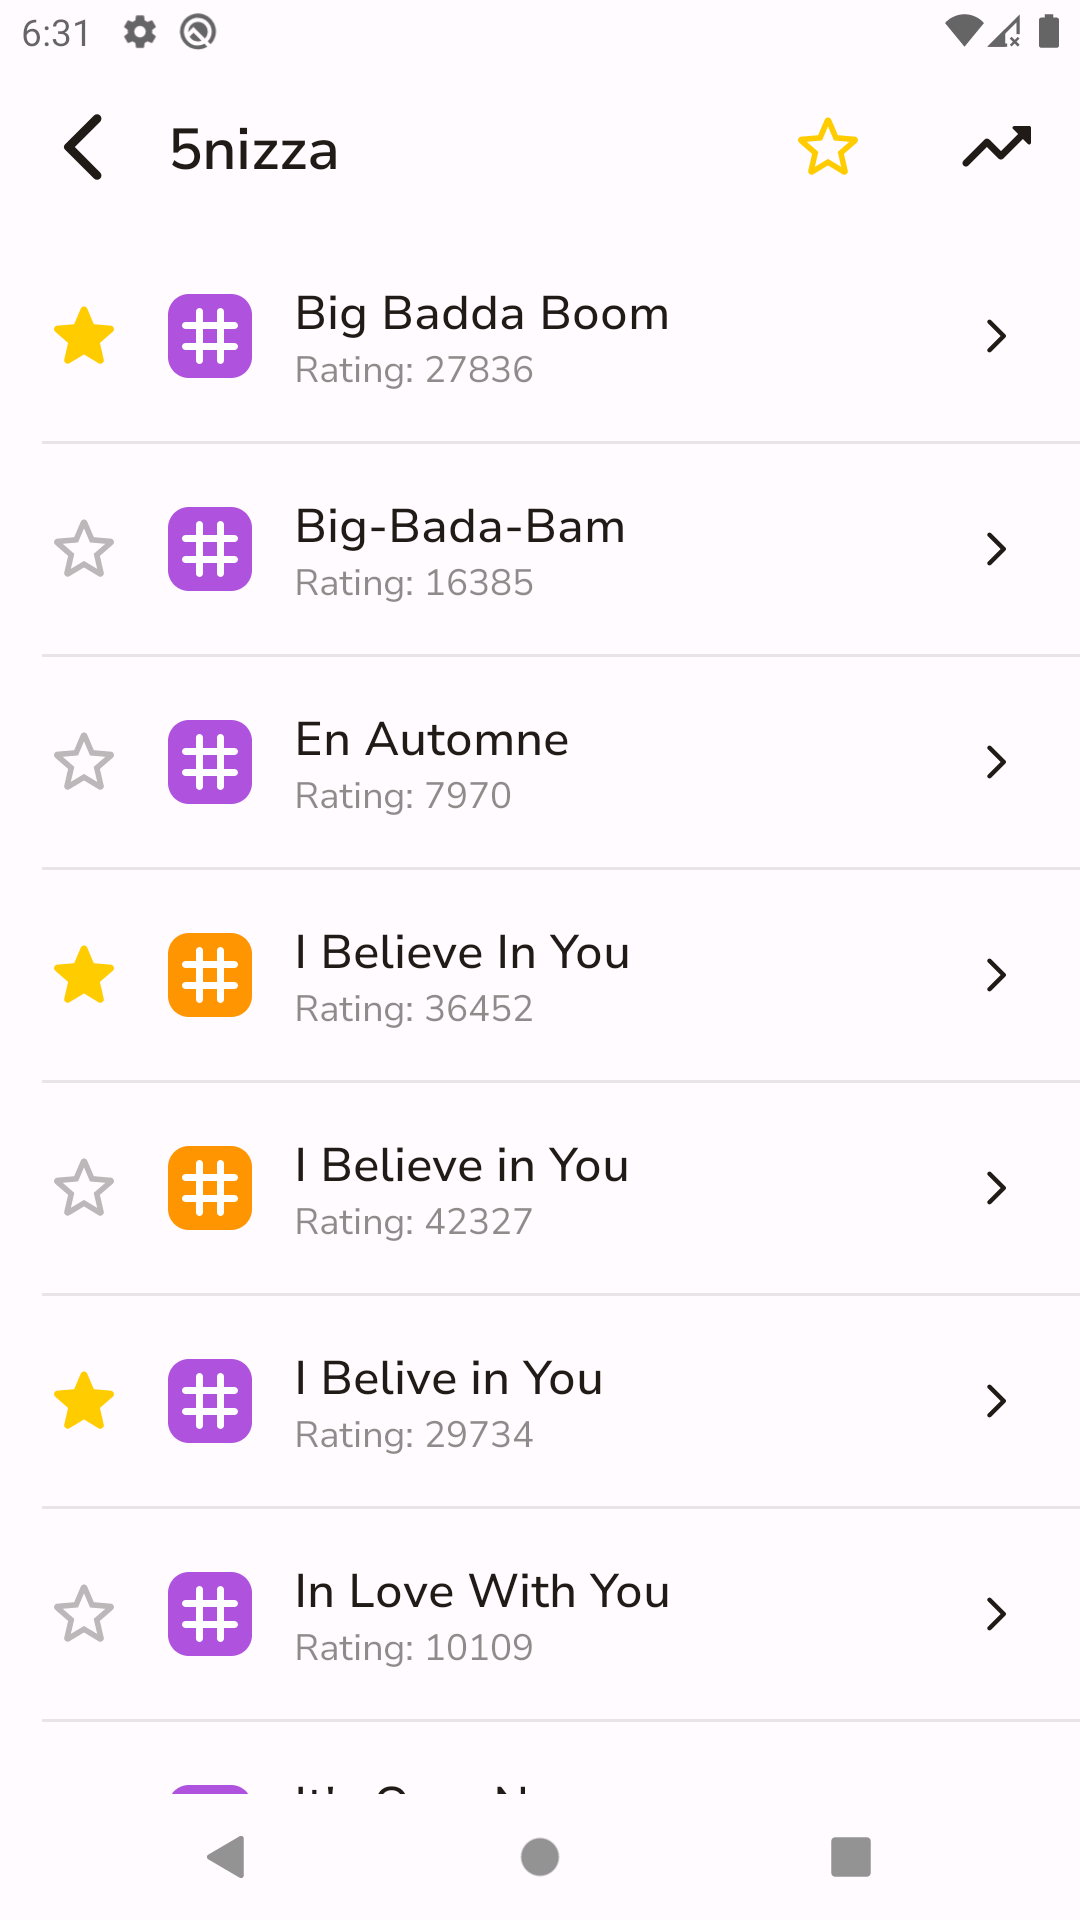 6:31
5nizza
Big Badda Boom
Rating: 27836
Big-Bada-Bam
Rating: 16385
En Automne
Rating: 7970
I Believe In You
Rating: 36452
I Believe in You
Rating: 42327
I Belive in You
Rating: 29734
In Love With You
Rating: 10109